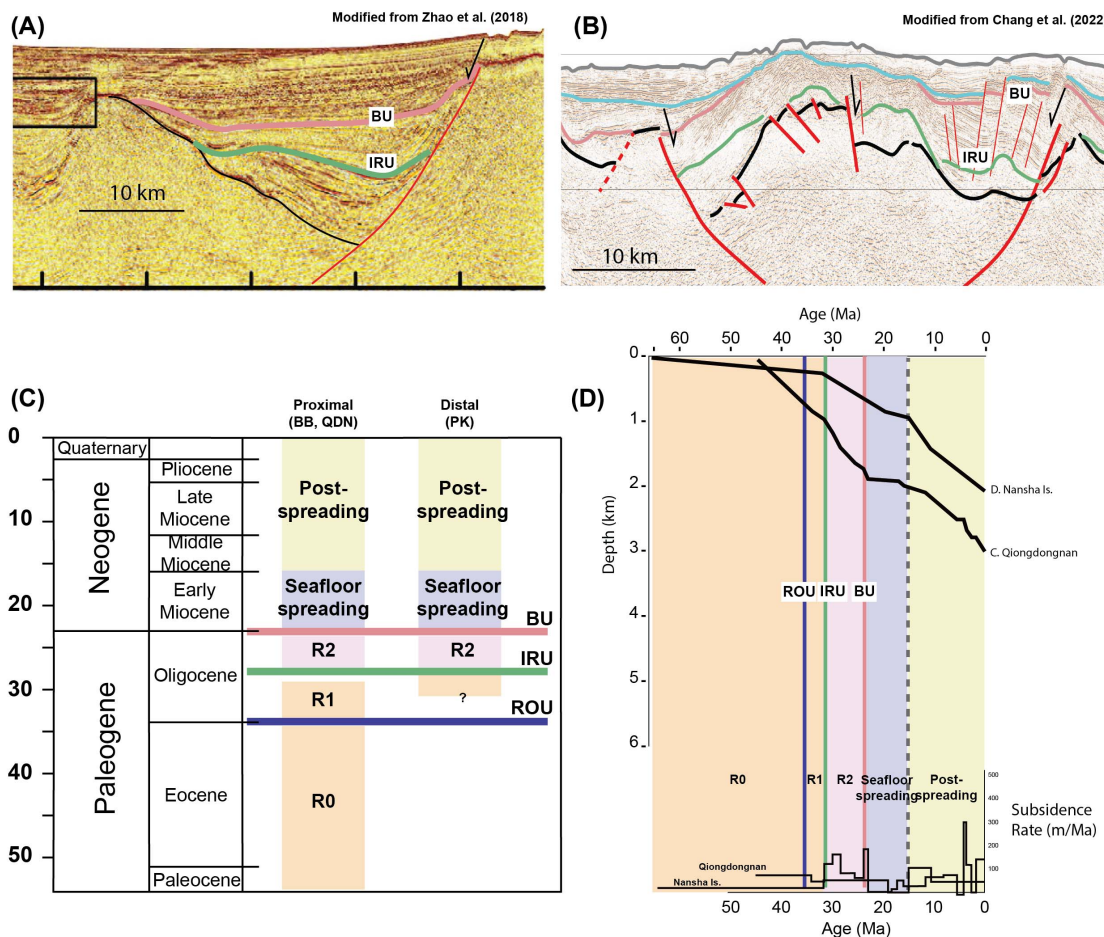 (A)
Modified from Zhao et al. (2018)
BU
IRU
10 km
(B)
Modified from Chang et al. (2022
BU
IRU
10 km
(C)
Proximal
(BB, QDN)
Distal
(PK)
0
10
20
30
40
50
Neogene
Paleogene
Quaternary
Pliocene
Late
Miocene
Middle
Miocene
Early
Miocene
Oligocene
Eocene
Paleocene
Post-
spreading
Post-
spreading
Seafloor
spreading
Seafloor
spreading
BU
R2
R2
IRU
R1
?
ROU
R0
(D)
Age (Ma)
60 50 40 30 20 10 0
0
1
2
3
4
5
6
Depth (km)
D. Nansha Is.
C. Qiongdongnan
ROU IRU BU
R0 R1 R2 Seafloor
spreading
Post-
spreading
500
400
300
200
100
Subsidence
Rate (m/Ma)
Qiongdongnan
Nansha Is.
50 40 30 20 10 0
Age (Ma)